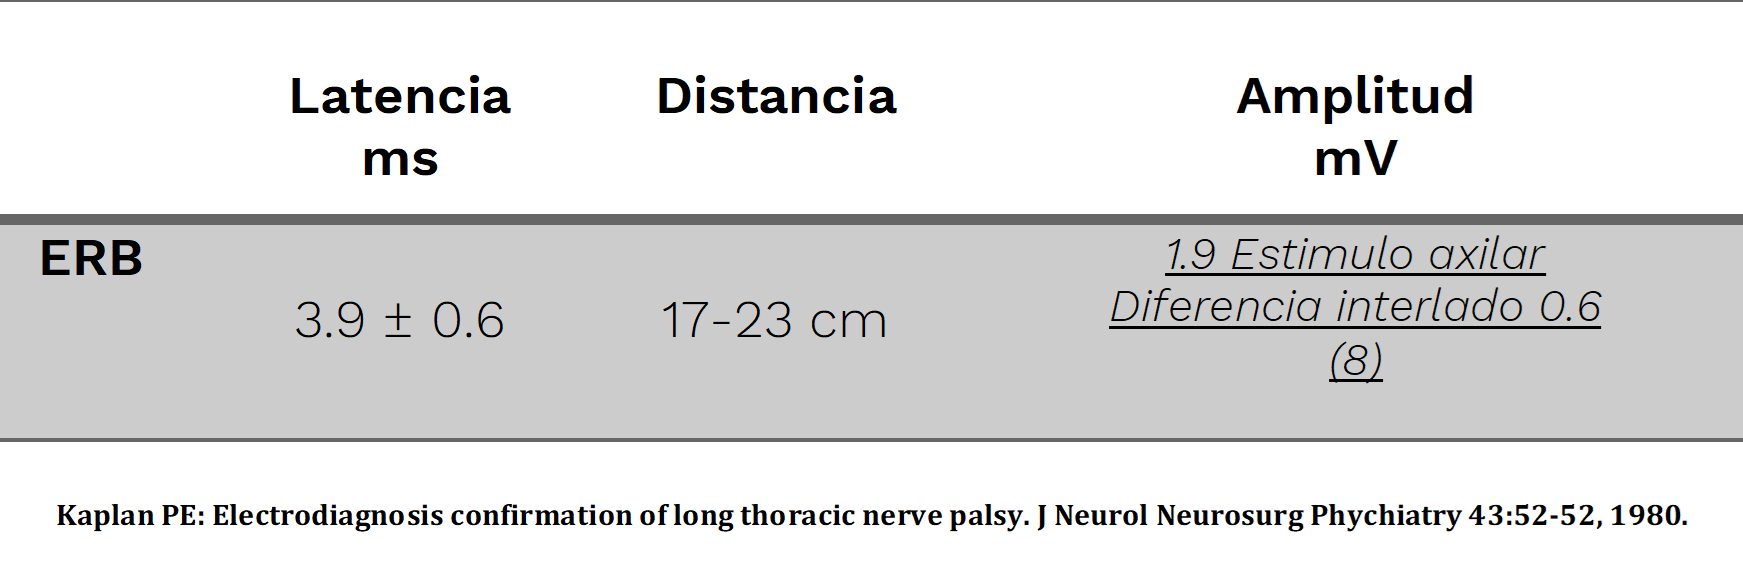 Latencia
ms
Distancia
Amplitud
mV
ERB
3.9 ± 0.6
17-23 cm
1.9 Estimulo axilar
Diferencia interlado 0.6
(8)
Kaplan PE: Electrodiagnosis confirmation of long thoracic nerve palsy. J Neurol Neurosurg Phychiatry 43:52-52, 1980.